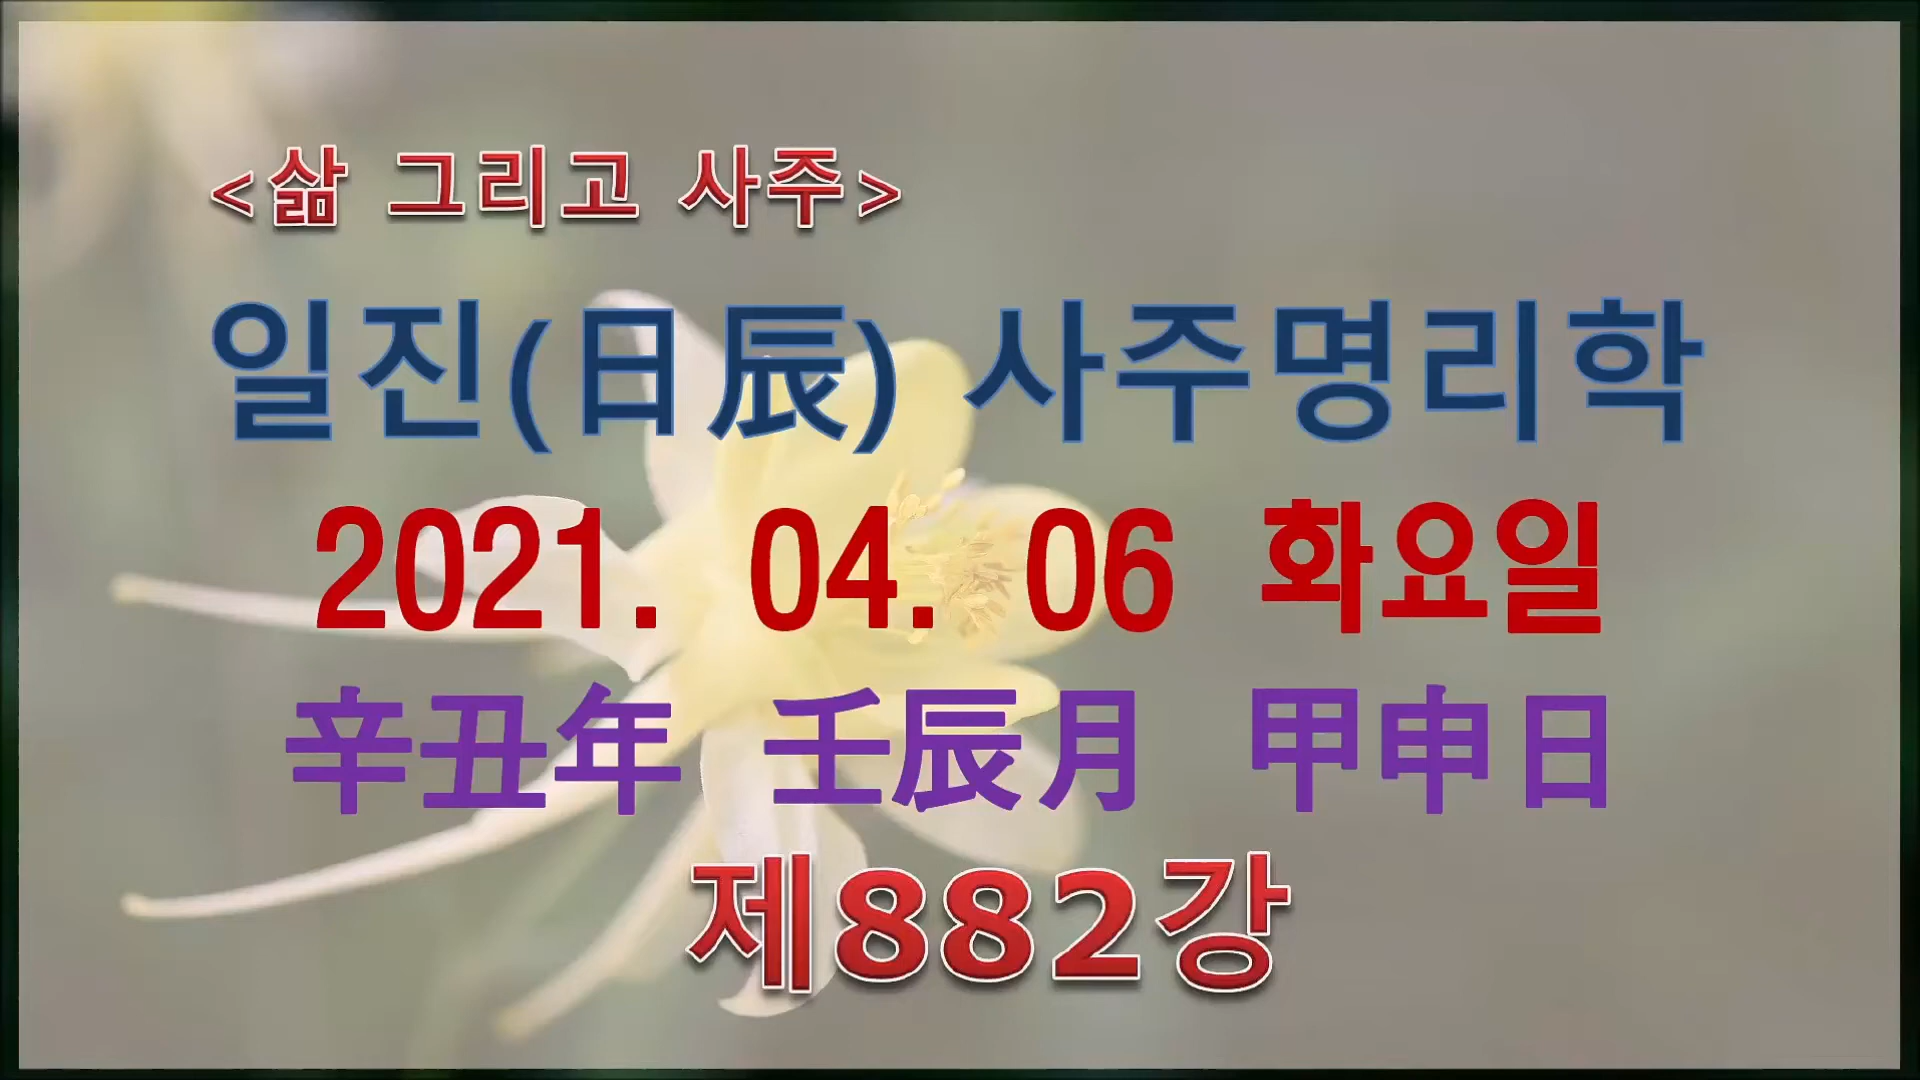 <삶 그리고 사주>
일진(日辰) 사주명리학
2021. 04. 06 화요일
辛丑年 壬辰月 甲申日
제882강